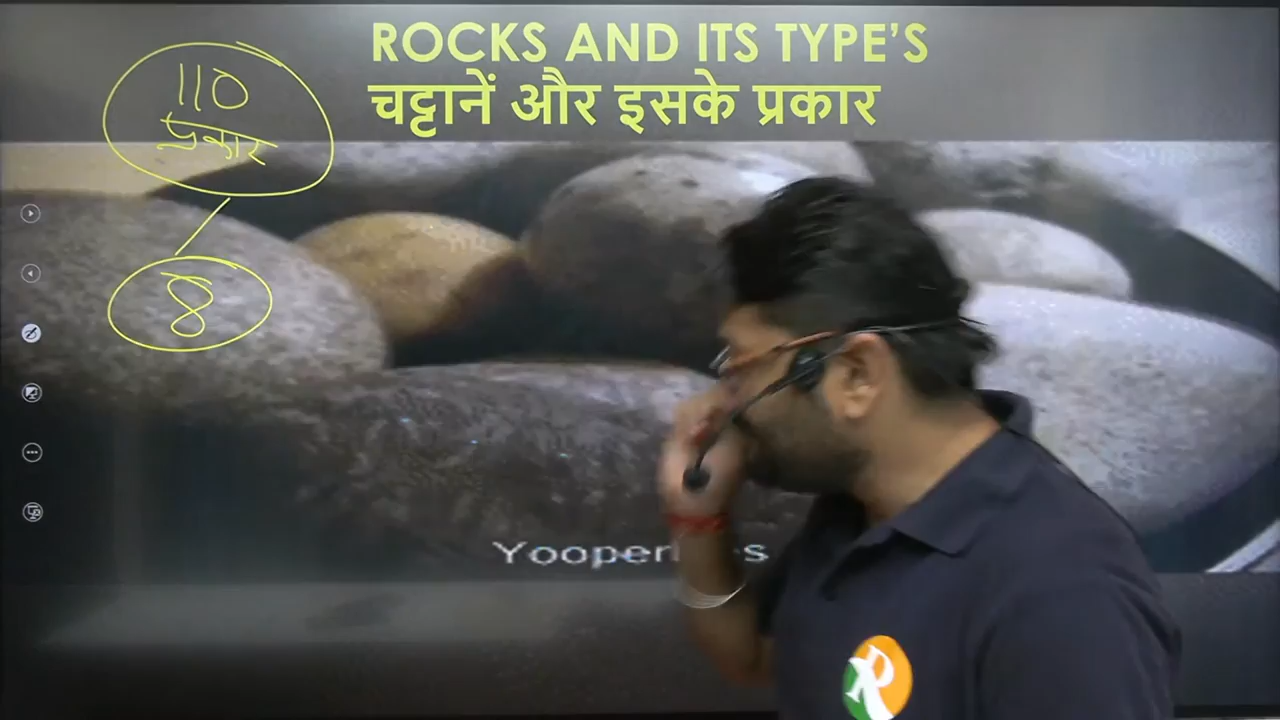 ROCKS AND ITS TYPE'S
चट्टानें और इसके प्रकार
110
प्रकार
8
R